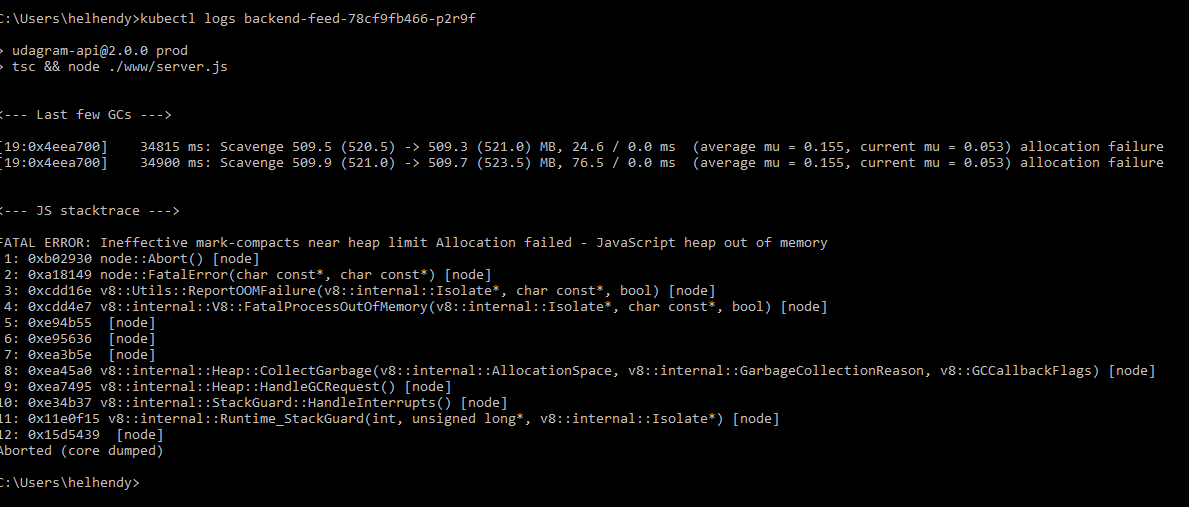 C:\Users\helhendy>kubectl logs backend-feed-78cf9fb466-p2r9f
> udagram-api@2.0.0 prod
> tsc && node ./www/server.js
<--- Last few GCs --->
[19:0x4eea700]    34815 ms: Scavenge 509.5 (520.5) -> 509.3 (521.0) MB, 24.6 / 0.0 ms  (average mu = 0.155, current mu = 0.053) allocation failure
[19:0x4eea700]    34900 ms: Scavenge 509.9 (521.0) -> 509.7 (523.5) MB, 76.5 / 0.0 ms  (average mu = 0.155, current mu = 0.053) allocation failure
<--- JS stacktrace --->
FATAL ERROR: Ineffective mark-compacts near heap limit Allocation failed - JavaScript heap out of memory
 1: 0xb02930 node::Abort() [node]
 2: 0xa18149 node::FatalError(char const*, char const*) [node]
 3: 0xcdd16e v8::Utils::ReportOOMFailure(v8::internal::Isolate*, char const*, bool) [node]
 4: 0xcdd4e7 v8::internal::V8::FatalProcessOutOfMemory(v8::internal::Isolate*, char const*, bool) [node]
 5: 0xe94b55  [node]
 6: 0xe95636  [node]
 7: 0xea3b5e  [node]
 8: 0xea45a0 v8::internal::Heap::CollectGarbage(v8::internal::AllocationSpace, v8::internal::GarbageCollectionReason, v8::GCCallbackFlags) [node]
 9: 0xea7495 v8::internal::Heap::HandleGCRequest() [node]
10: 0xe34b37 v8::internal::StackGuard::HandleInterrupts() [node]
11: 0x11e0f15 v8::internal::Runtime_StackGuard(int, unsigned long*, v8::internal::Isolate*) [node]
12: 0x15d5439  [node]
Aborted (core dumped)
C:\Users\helhendy>